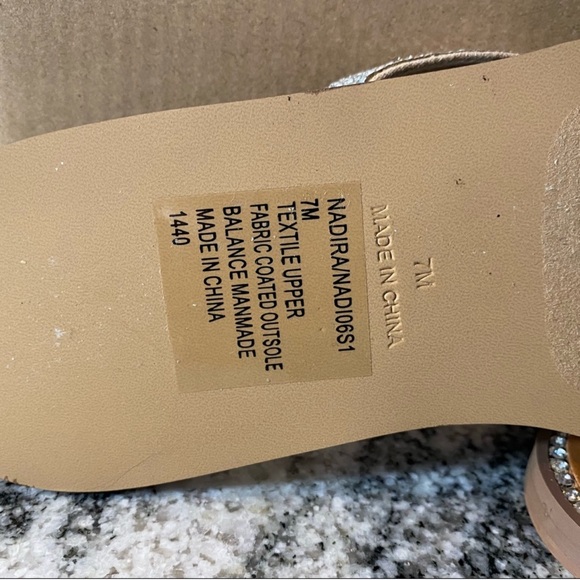 NADIRA/NADI06S1
7M
TEXTILE UPPER
FABRIC COATED OUTSOLE
BALANCE MANMADE
MADE IN CHINA
1440
7M
MADE IN CHINA